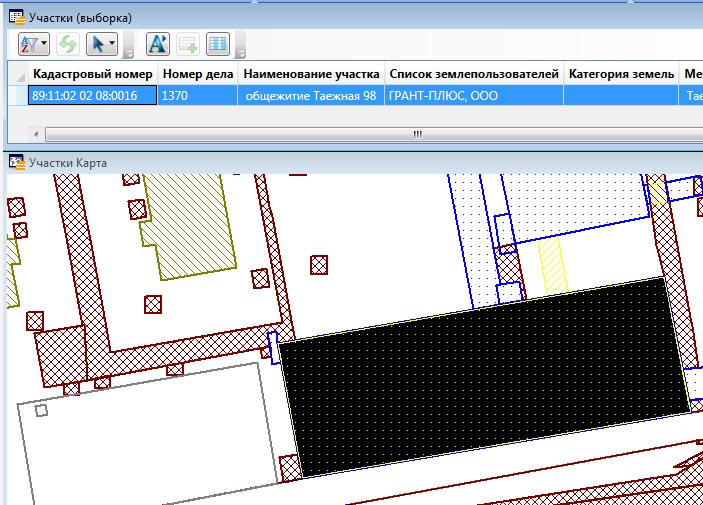 Участки (выборка)
Кадастровый номер Номер дела Наименование участка Список землепользователей Категория земель Ме
89:11:02 02 08:0016 1370 общежитие Таежная 98 ГРАНТ-ПЛЮС, ООО Тае
Участки Карта